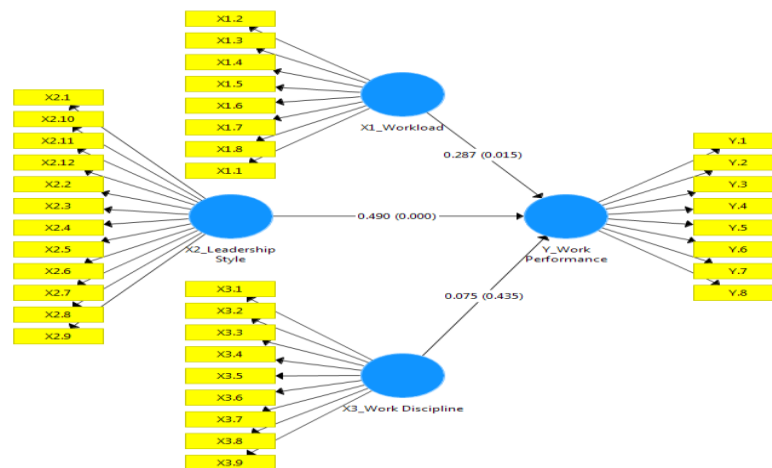 X1.2
X1.3
X1.4
X1.5
X1.6
X1.7
X1.8
X1.1
X1_Workload
X2.1
X2.10
X2.11
X2.12
X2.2
X2.3
X2.4
X2.5
X2.6
X2.7
X2.8
X2.9
X2_Leadership
Style
0.287 (0.015)
0.490 (0.000)
0.075 (0.435)
Y.1
Y.2
Y.3
Y.4
Y.5
Y.6
Y.7
Y.8
Y_Work
Performance
X3.1
X3.2
X3.3
X3.4
X3.5
X3.6
X3.7
X3.8
X3.9
X3_Work Discipline